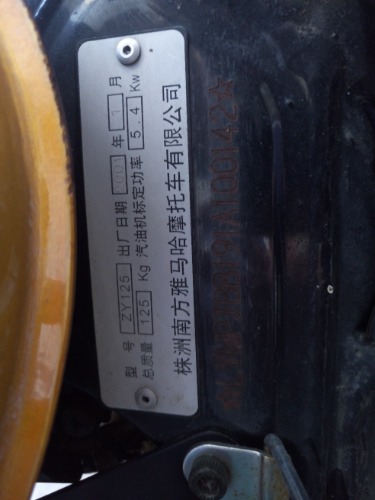 型号 ZY125 出厂日期 2001 年 1 月
总质量 125 Kg 汽油机标定功率 5.4 Kw
株洲南方雅马哈摩托车有限公司